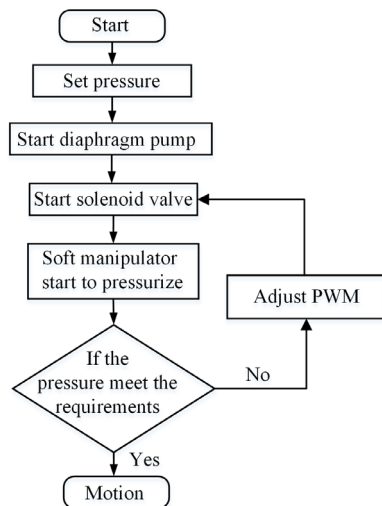 Start
Set pressure
Start diaphragm pump
Start solenoid valve
Soft manipulator
start to pressurize
Adjust PWM
If the
pressure meet the
requirements
No
Yes
Motion